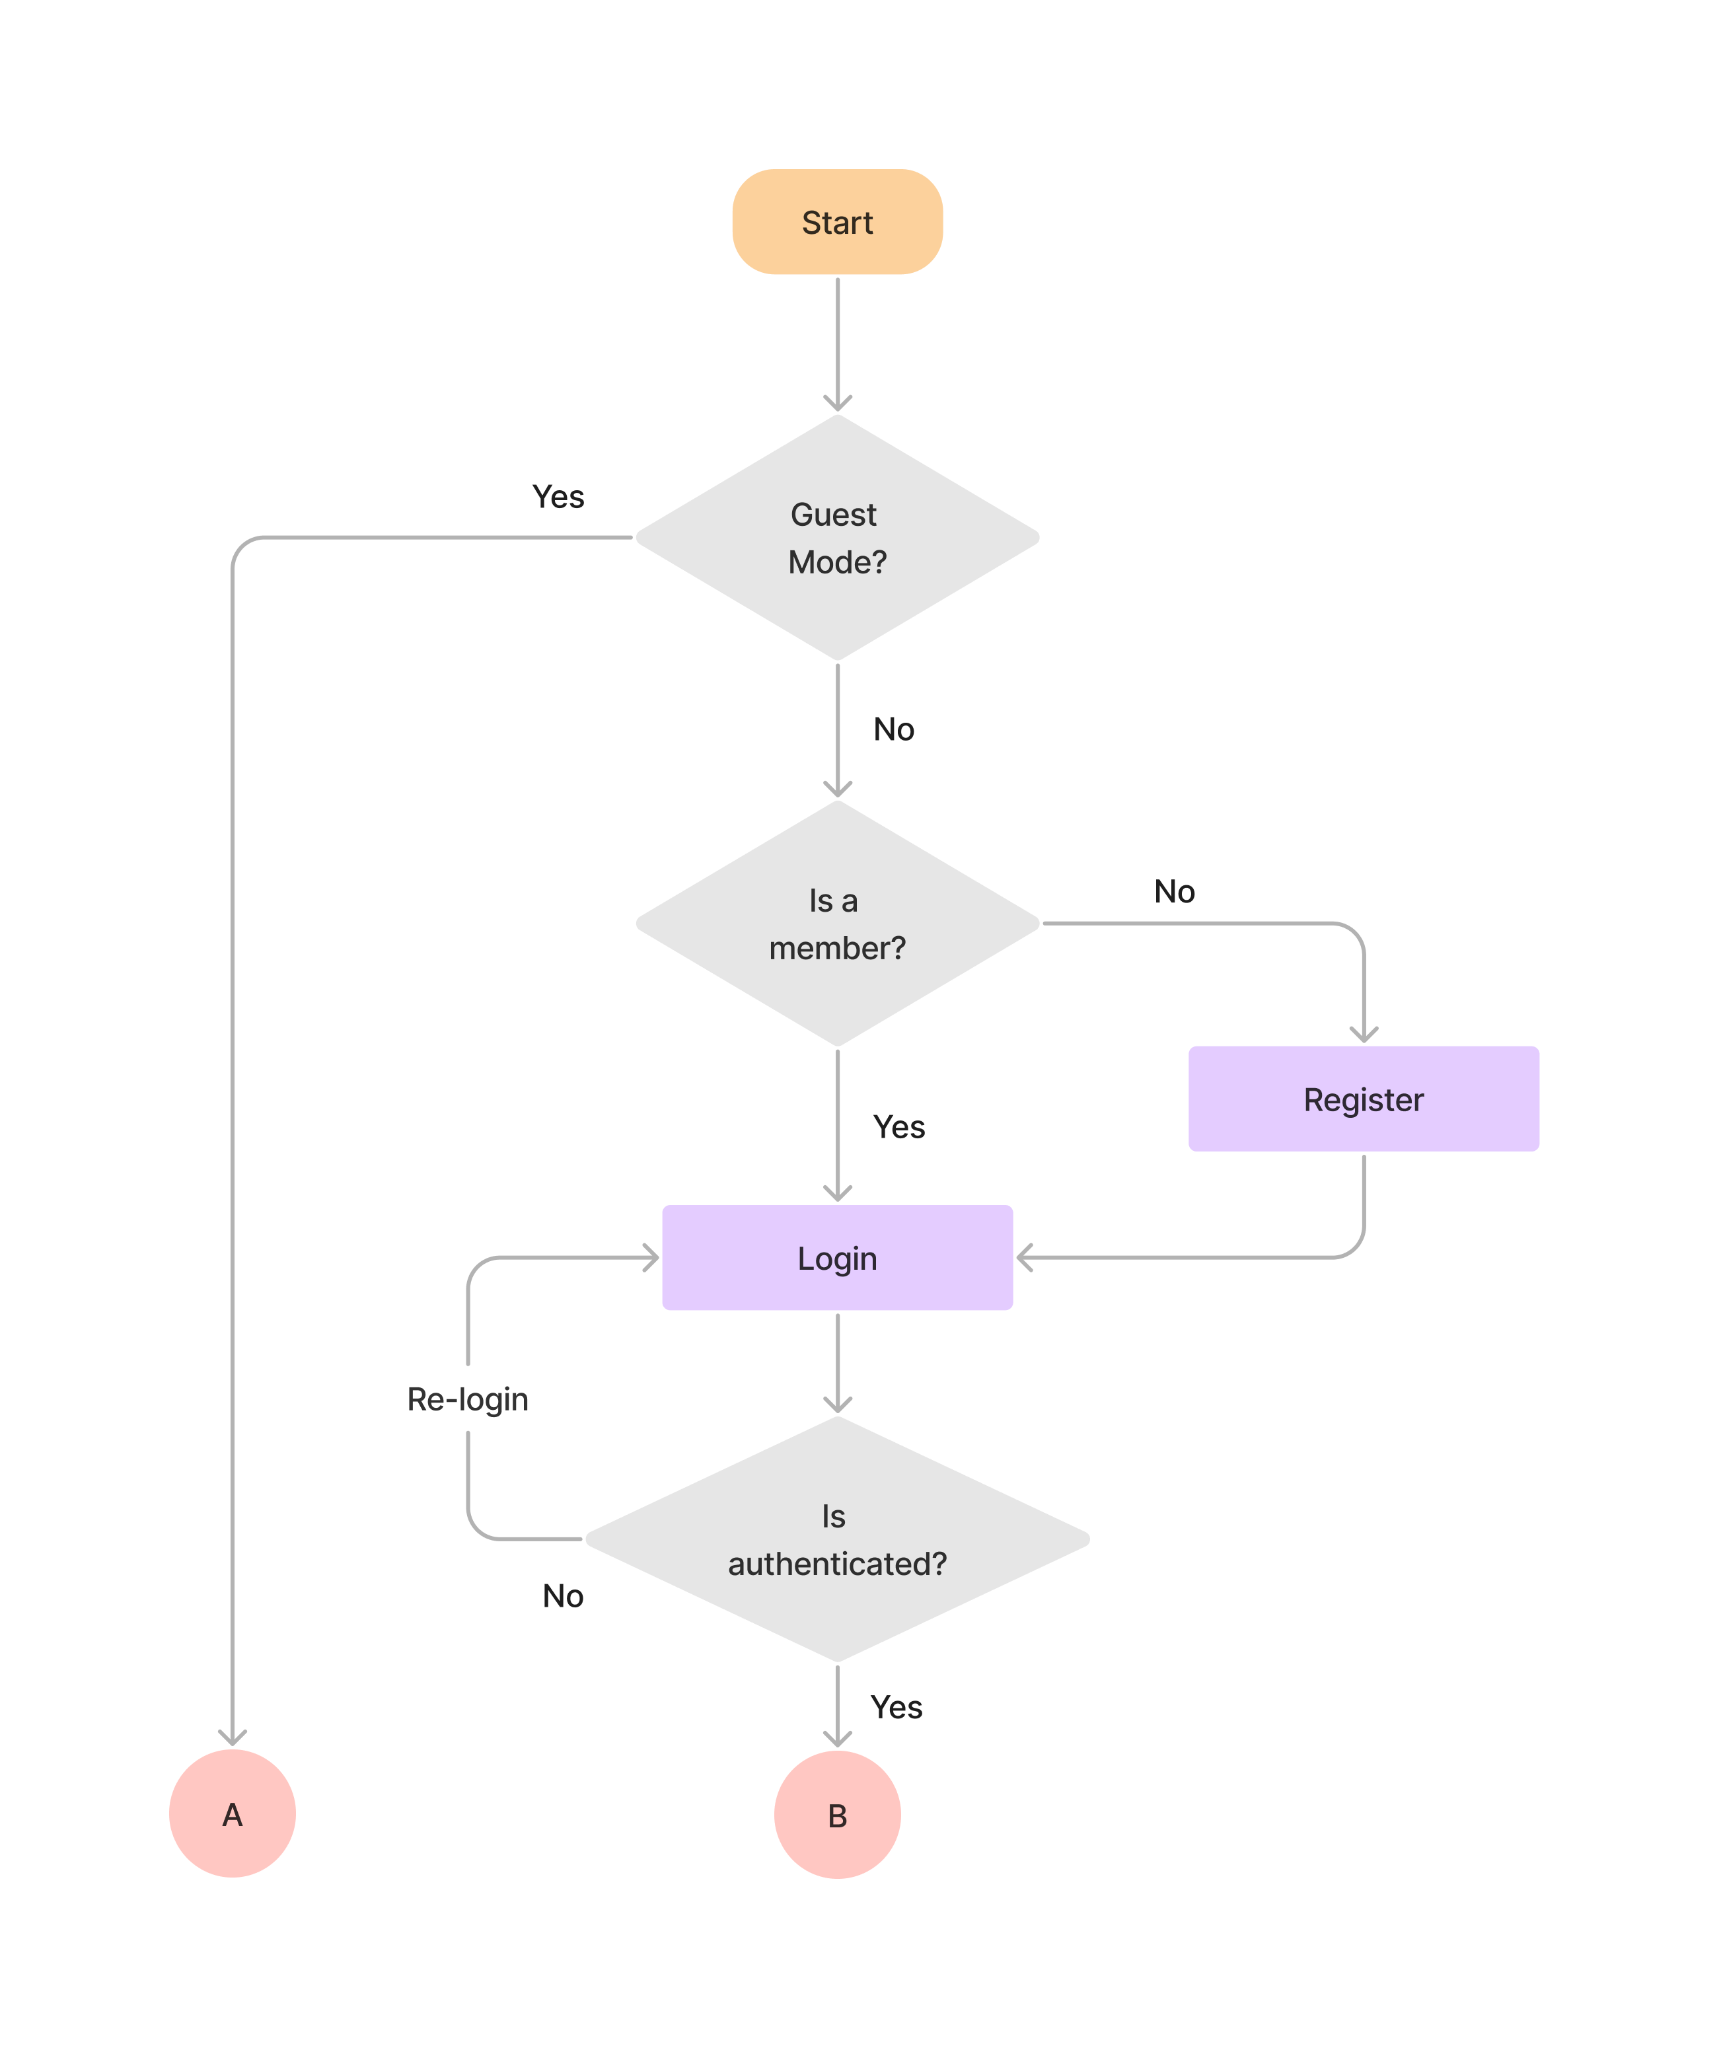 Start
Yes
Guest
Mode?
No
Is a
member?
No
Yes
Register
Login
Re-login
Is
authenticated?
No
Yes
A
B